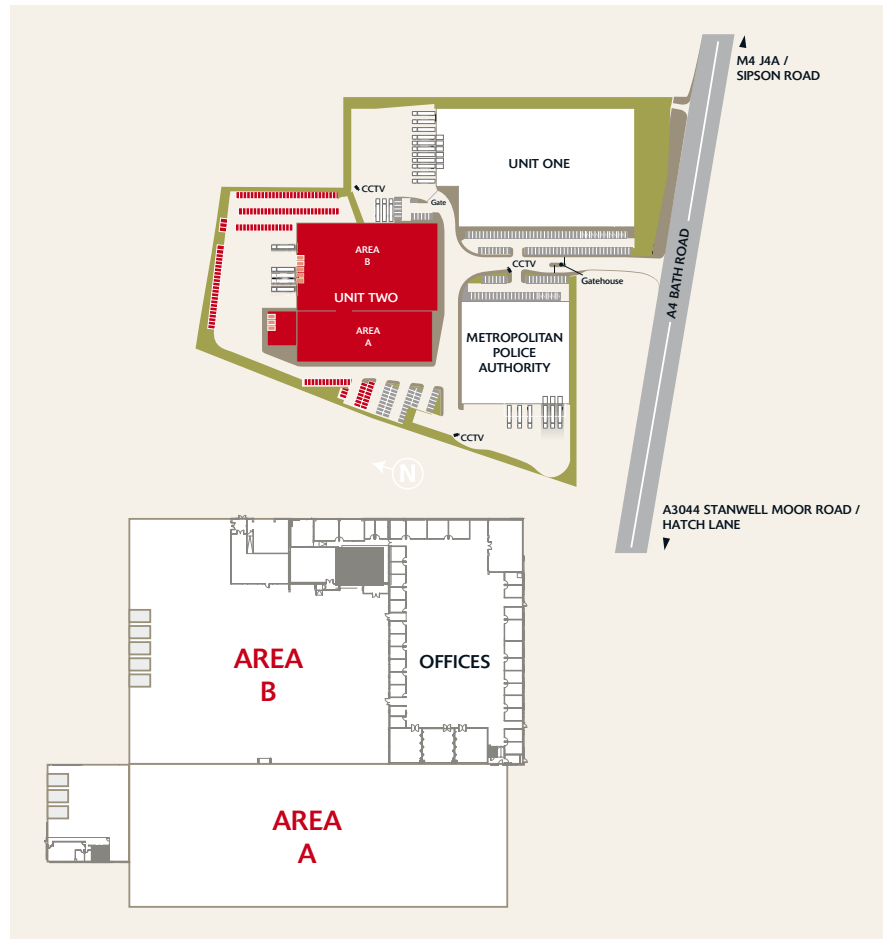 M4 J4A /
SIPSON ROAD
UNIT ONE
CCTV
Gate
AREA
B
UNIT TWO
AREA
A
CCTV
Gatehouse
A4 BATH ROAD
METROPOLITAN
POLICE
AUTHORITY
CCTV
N
A3044 STANWELL MOOR ROAD /
HATCH LANE
AREA
B
OFFICES
AREA
A